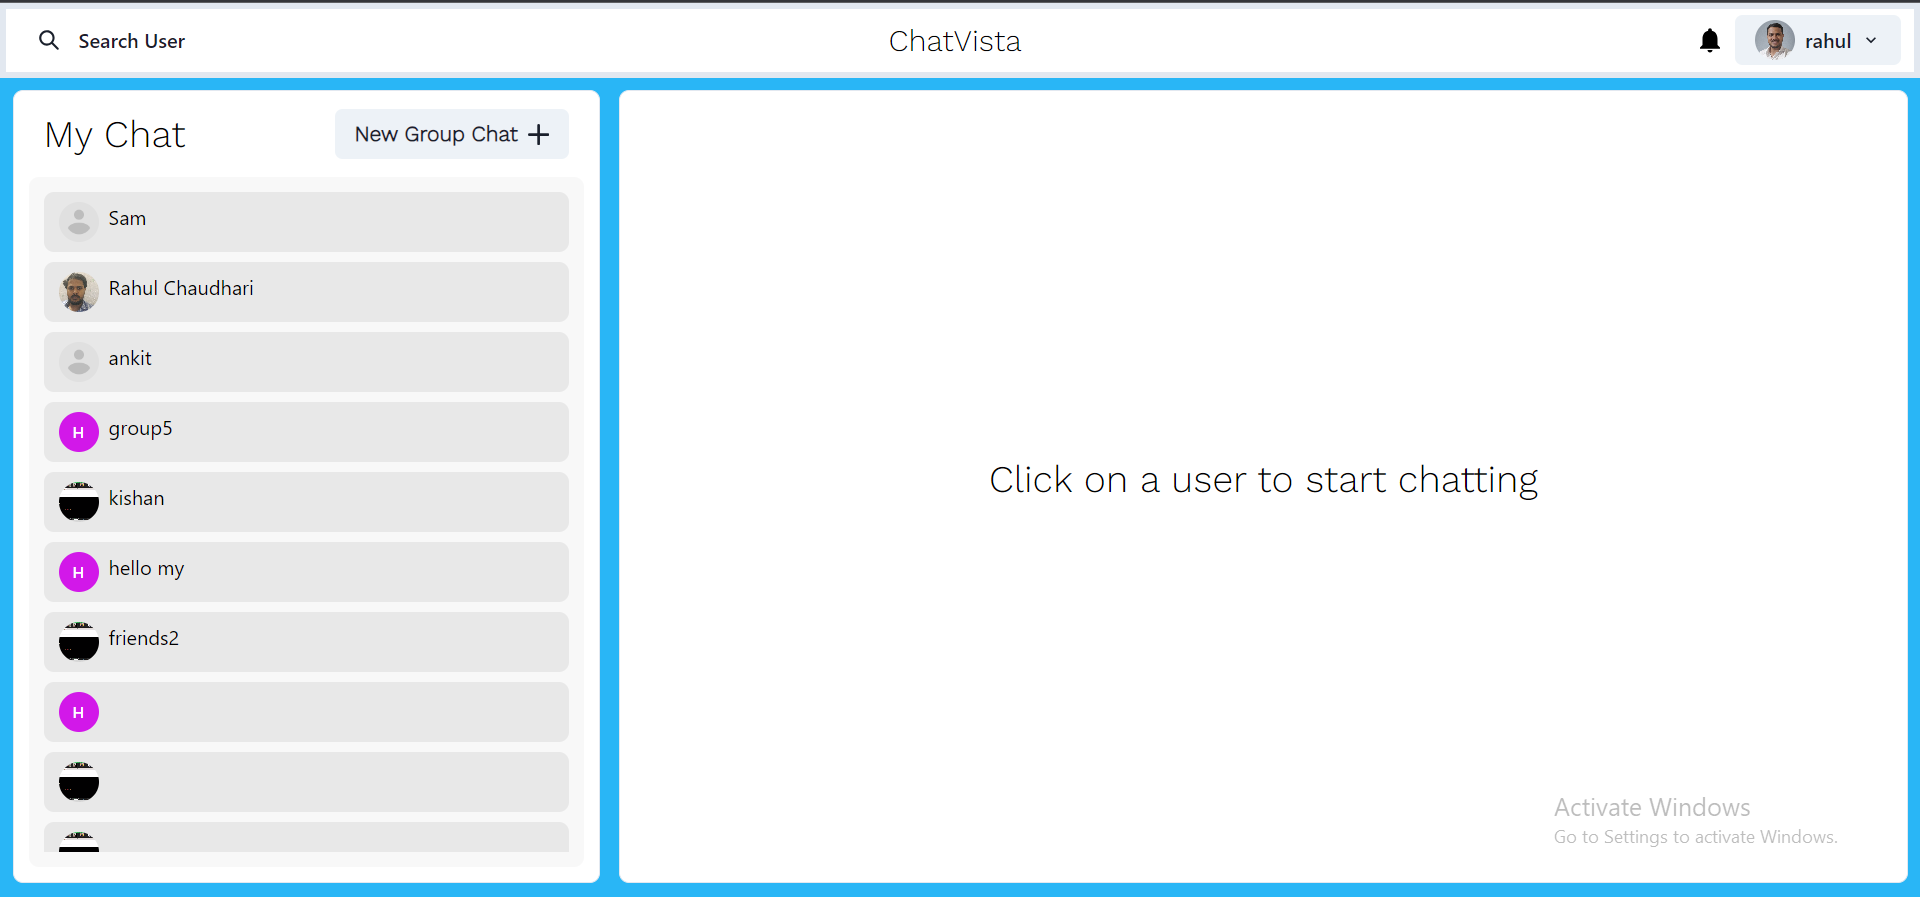 Search User
ChatVista
rahul
My Chat
New Group Chat +
Sam
Rahul Chaudhari
ankit
H group5
kishan
H hello my
friends2
H
Click on a user to start chatting
Activate Windows
Go to Settings to activate Windows.